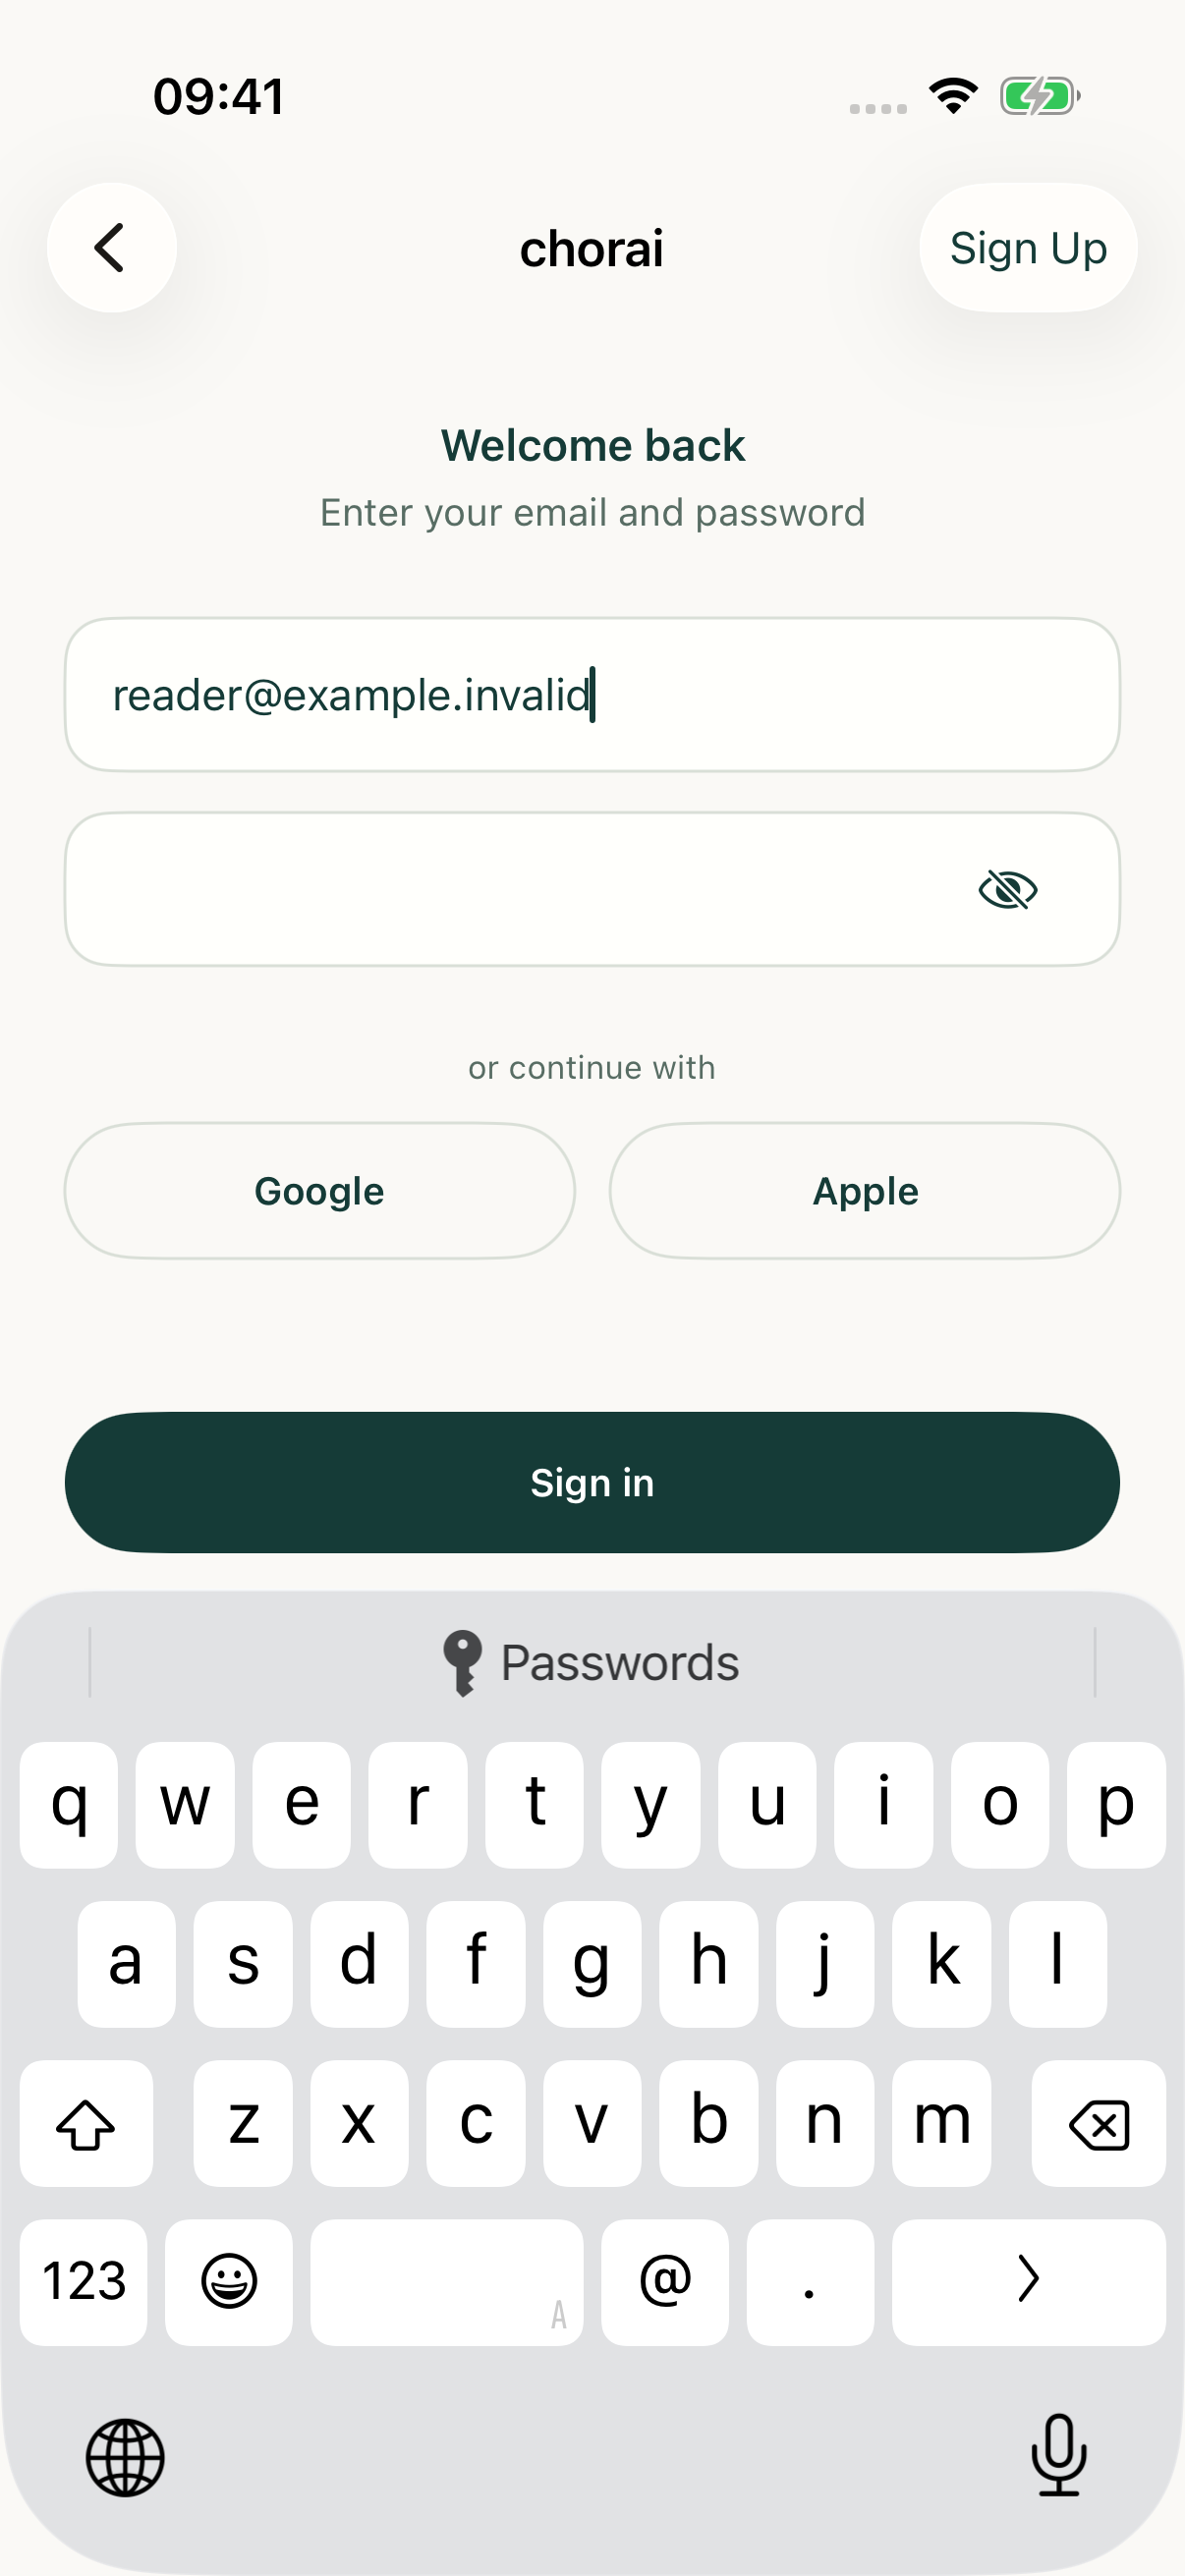 09:41
chorai
Sign Up
Welcome back
Enter your email and password
reader@example.invalid
or continue with
Google Apple
Sign in
Passwords
q w e r t y u i o p
a s d f g h j k l
z x c v b n m
123 A @ .